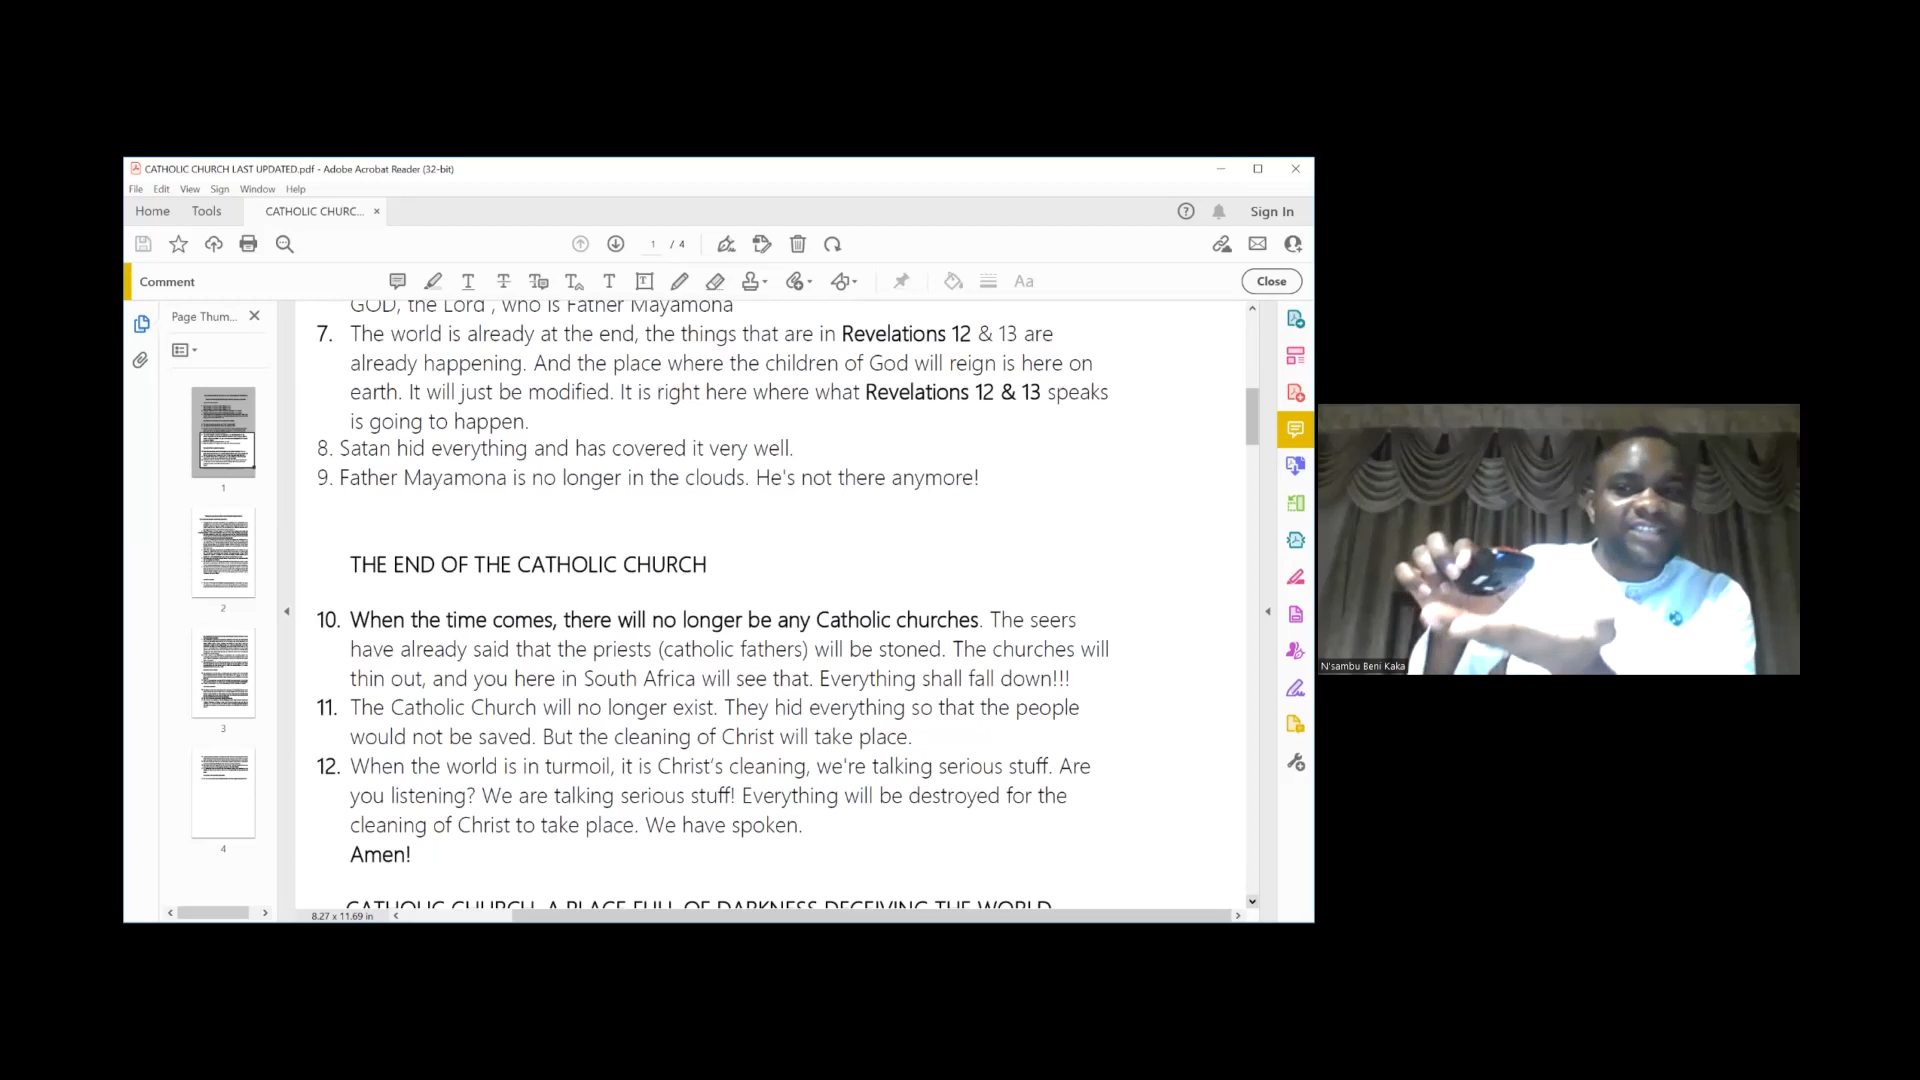 CATHOLIC CHURCH LAST UPDATED.pdf - Adobe Acrobat Reader (32-bit)
File Edit View Sign Window Help
Home Tools CATHOLIC CHURC... × Sign In
1 / 4
Comment Close
Page Thum...
1
2
3
4
GOD, the Lord , who is Father Mayamona
7. The world is already at the end, the things that are in Revelations 12 & 13 are
already happening. And the place where the children of God will reign is here on
earth. It will just be modified. It is right here where what Revelations 12 & 13 speaks
is going to happen.
8. Satan hid everything and has covered it very well.
9. Father Mayamona is no longer in the clouds. He's not there anymore!
THE END OF THE CATHOLIC CHURCH
10. When the time comes, there will no longer be any Catholic churches. The seers
have already said that the priests (catholic fathers) will be stoned. The churches will
thin out, and you here in South Africa will see that. Everything shall fall down!!!
11. The Catholic Church will no longer exist. They hid everything so that the people
would not be saved. But the cleaning of Christ will take place.
12. When the world is in turmoil, it is Christ's cleaning, we're talking serious stuff. Are
you listening? We are talking serious stuff! Everything will be destroyed for the
cleaning of Christ to take place. We have spoken.
Amen!
CATHOLIC CHURCH, A PLACE FULL OF DARKNESS DECEIVING THE WORLD
8.27 x 11.69 in
N'sambu Beni Kaka